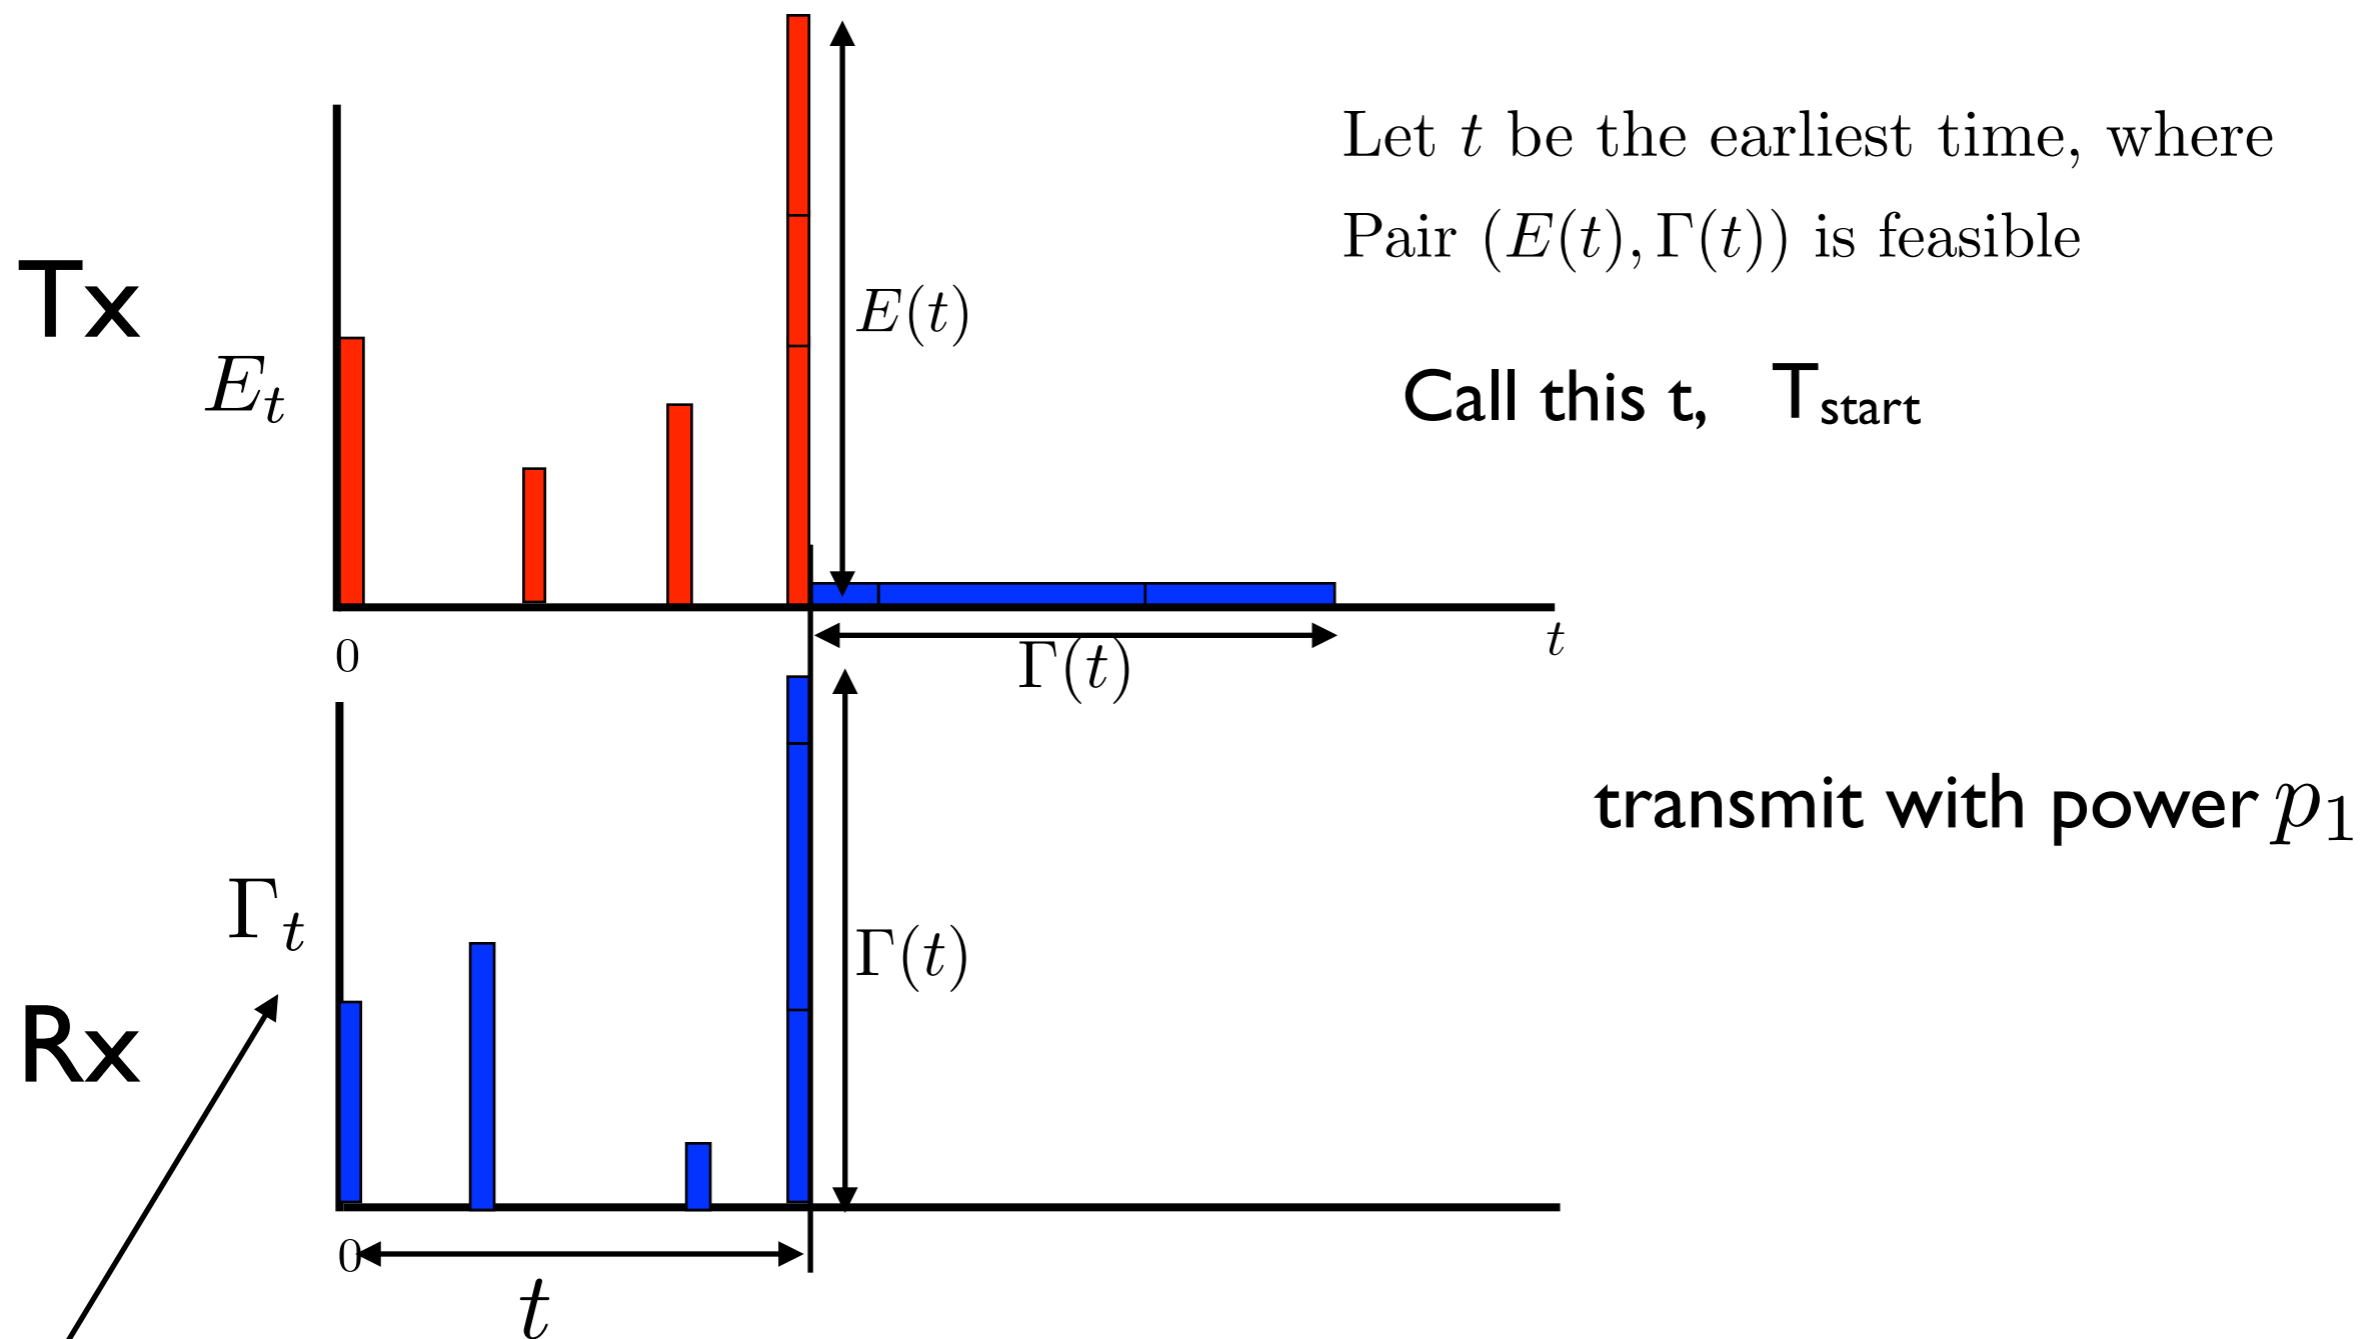 Let t be the earliest time, where
Pair (E(t), Γ(t)) is feasible
Tx
E(t)
E_t
Call this t, T_start
0
t
Γ(t)
transmit with power p_1
Γ_t
Γ(t)
Rx
0
t